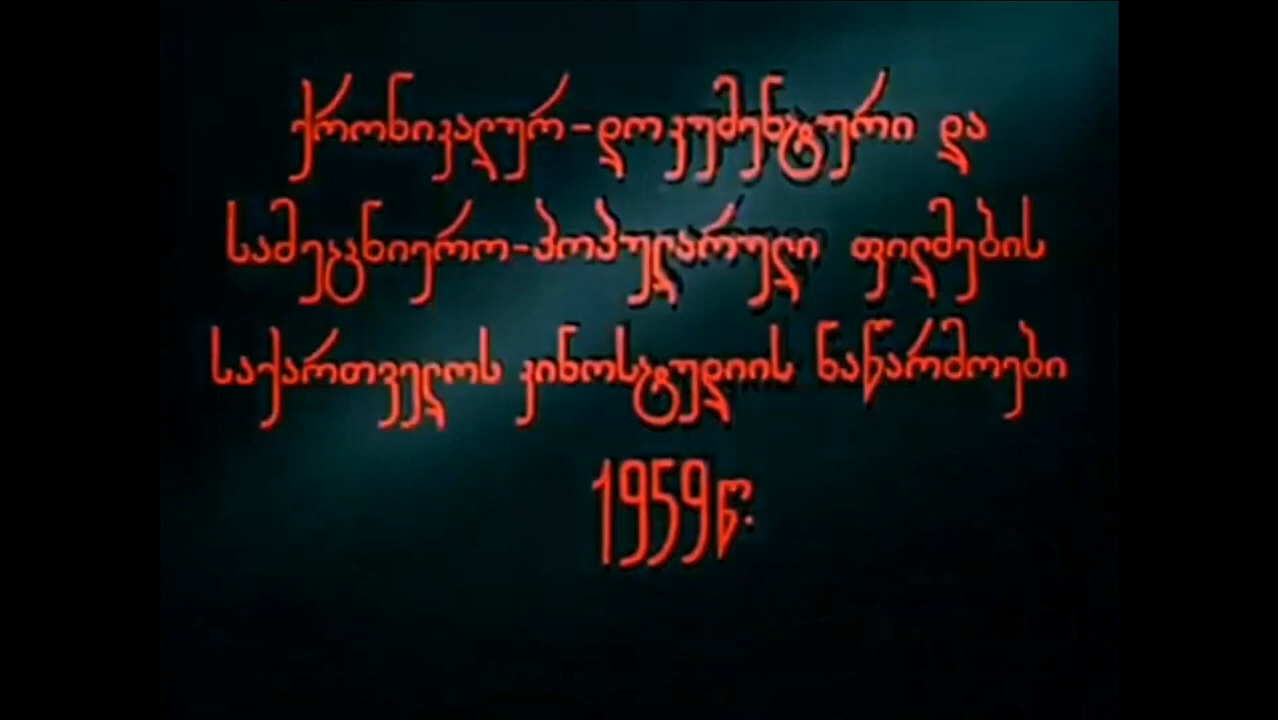 ქრონიკალურ-დოკუმენტური და
სამეცნიერო-პოპულარული ფილმების
საქართველოს კინოსტუდიის ნაწარმოები
1959წ.